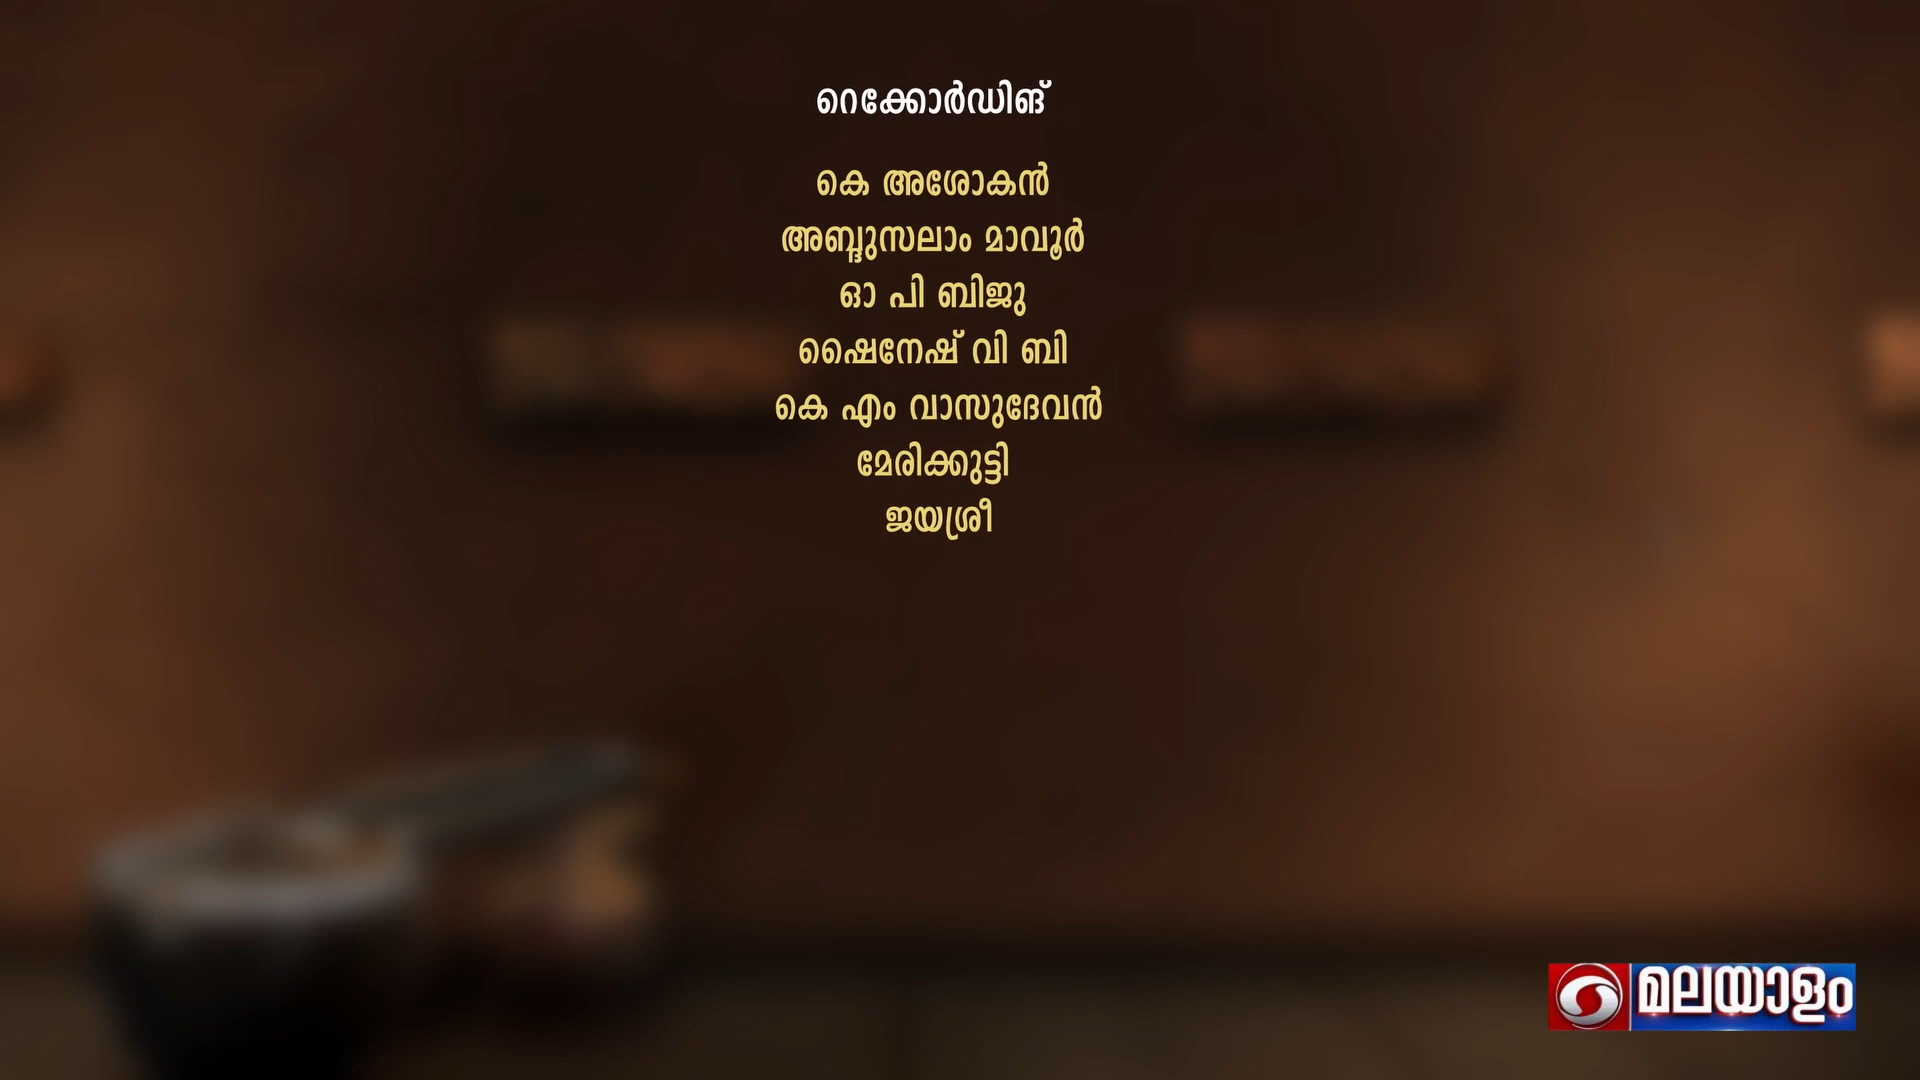 റെക്കോർഡിങ്
കെ അശോകൻ
അബ്ദുസലാം മാവൂർ
ഓ പി ബിജു
ഷൈനേഷ് വി ബി
കെ എം വാസുദേവൻ
മേരിക്കുട്ടി
ജയശ്രീ
മലയാളം